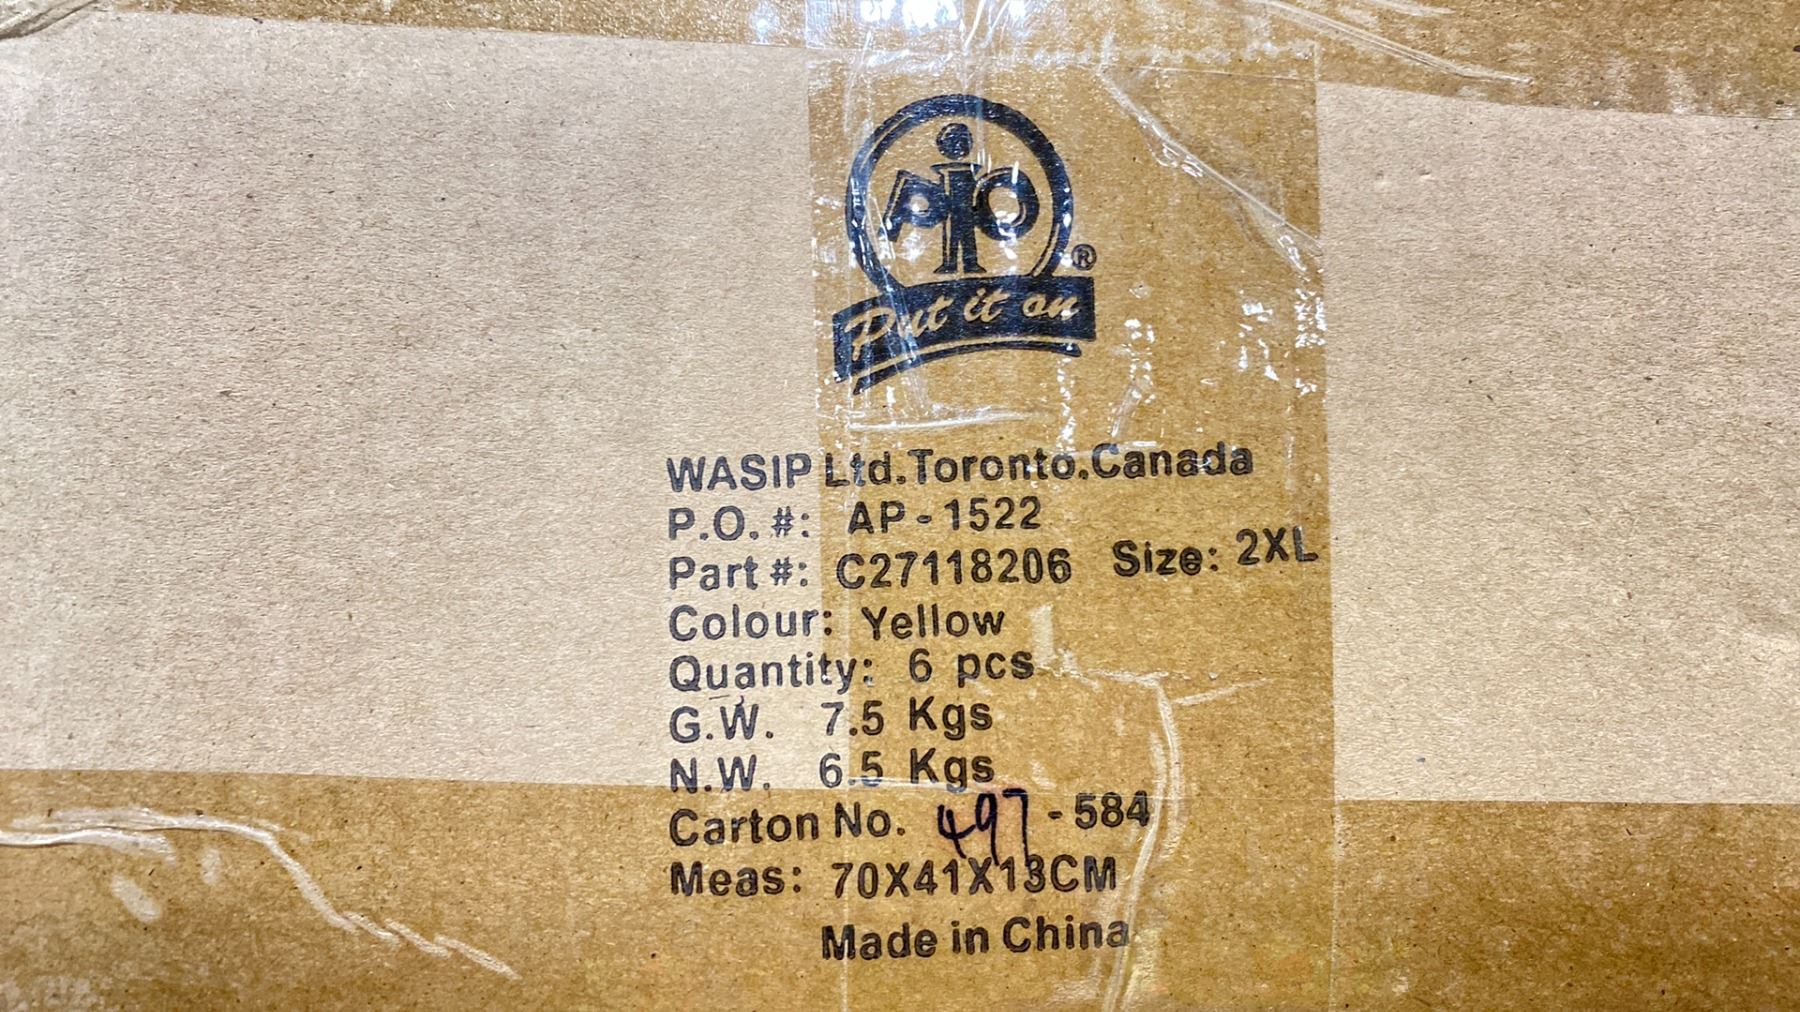 PiO
®
Put it on
WASIP Ltd.Toronto.Canada
P.O. #: AP-1522
Part #: C27118206 Size: 2XL
Colour: Yellow
Quantity: 6 pcs
G.W. 7.5 Kgs
N.W. 6.5 Kgs
Carton No. 497 - 584
Meas: 70X41X13CM
Made in China